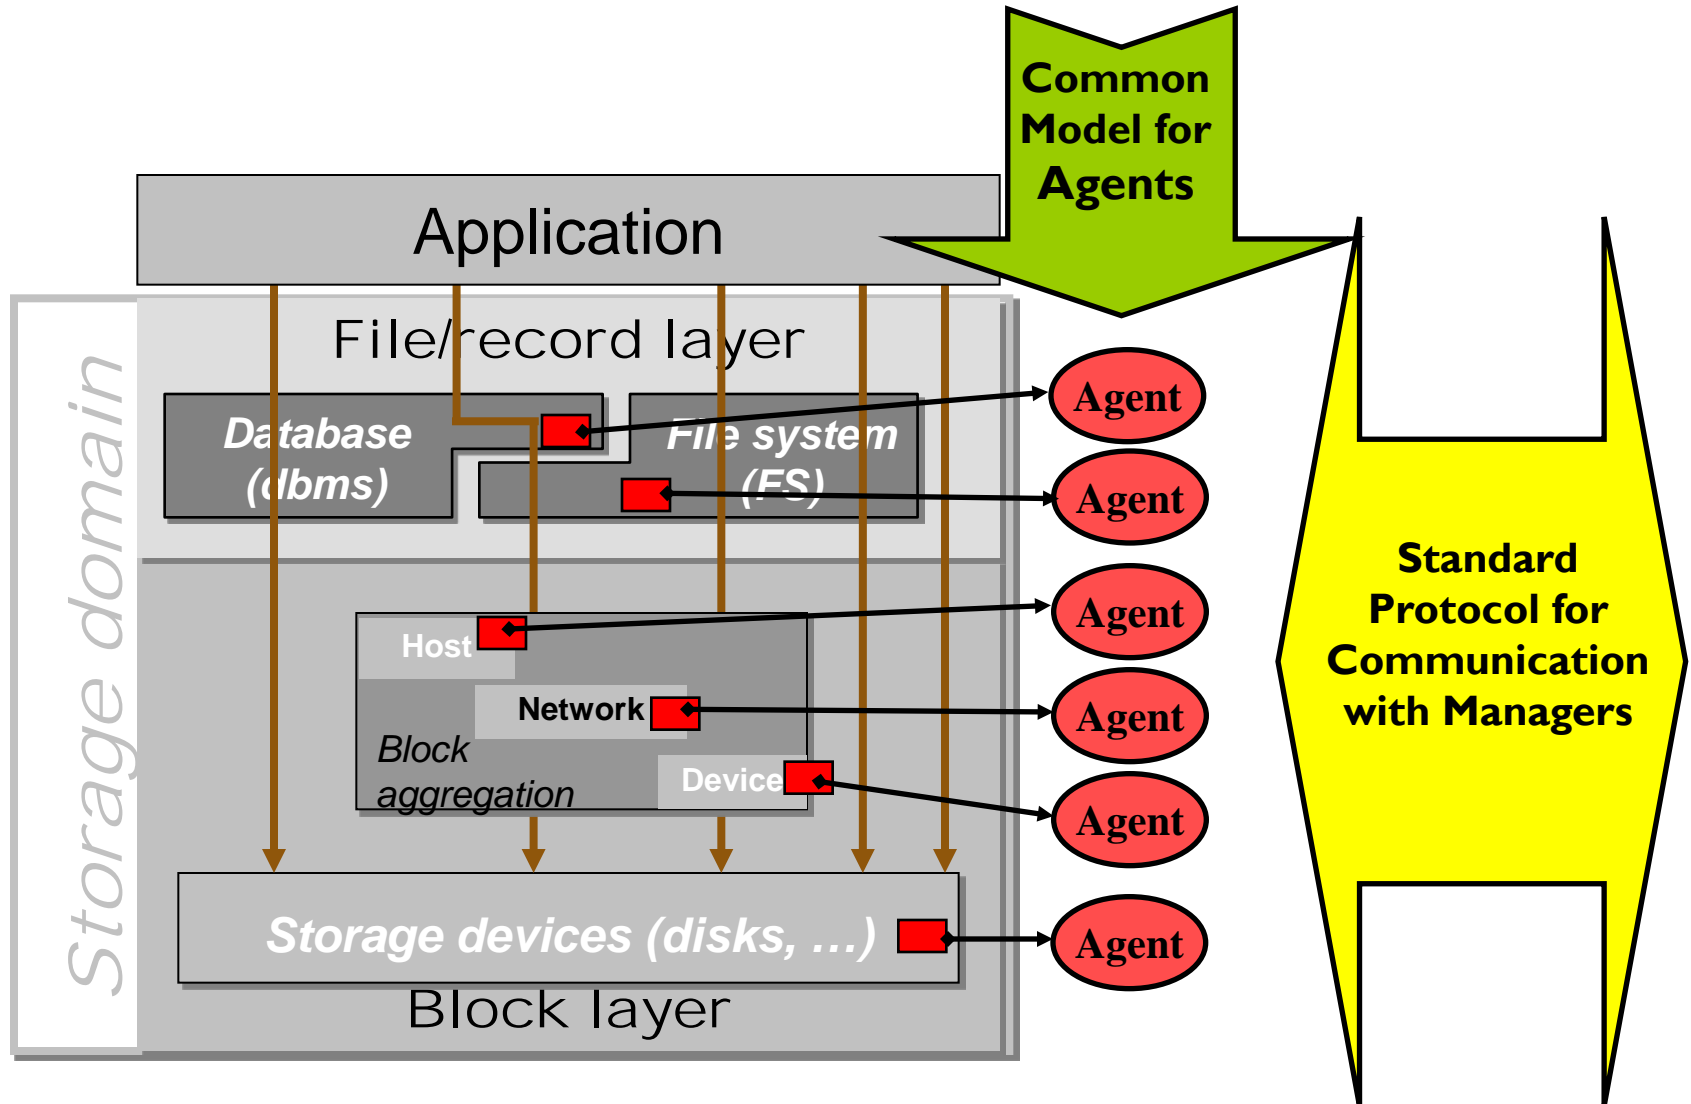 Common
Model for
Agents
Application
Storage domain
File/record layer
Database
(dbms)
File system
(FS)
Agent
Agent
Host
Agent
Network
Agent
Block
aggregation
Device
Agent
Storage devices (disks, …)
Agent
Block layer
Standard
Protocol for
Communication
with Managers